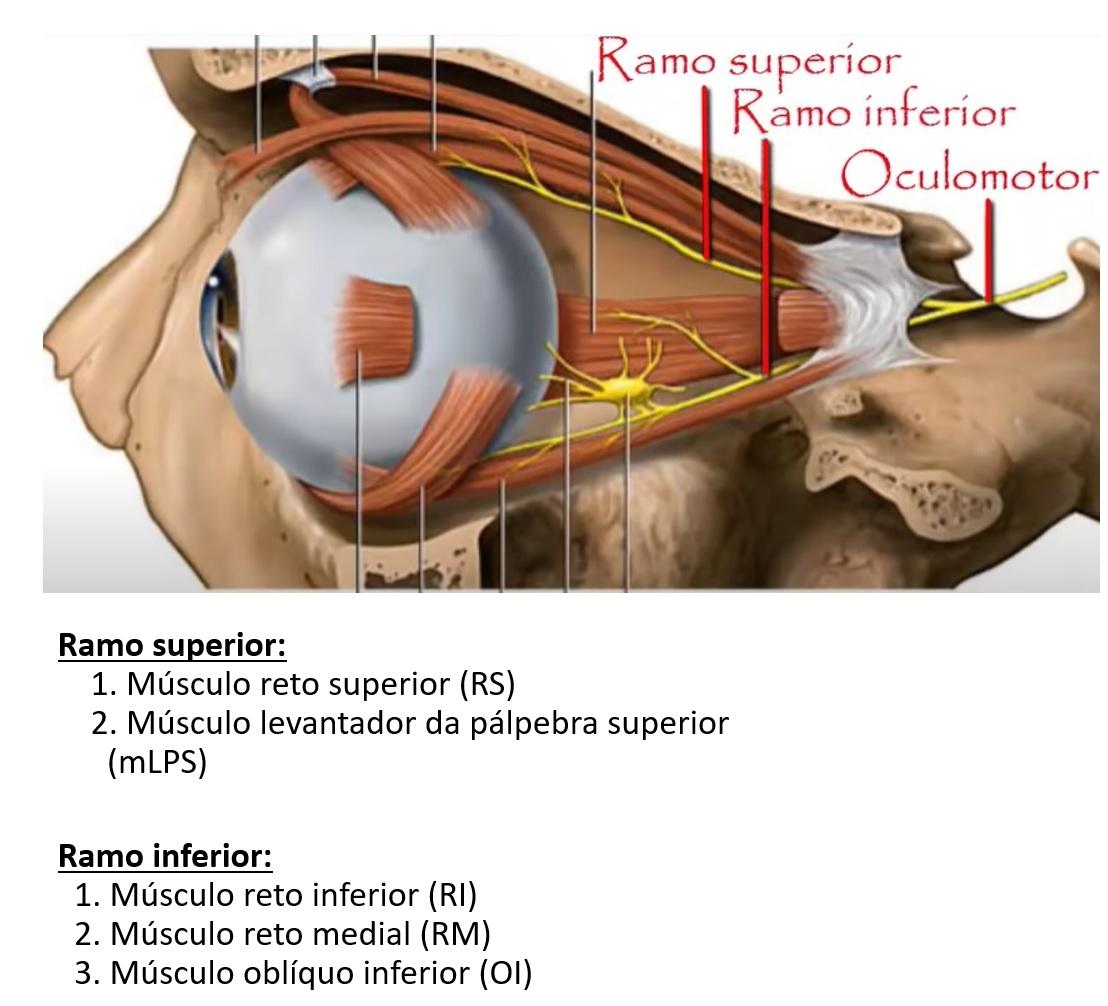 Ramo superior
Ramo inferior
Oculomotor
Ramo superior:
1. Músculo reto superior (RS)
2. Músculo levantador da pálpebra superior
(mLPS)
Ramo inferior:
1. Músculo reto inferior (RI)
2. Músculo reto medial (RM)
3. Músculo oblíquo inferior (OI)